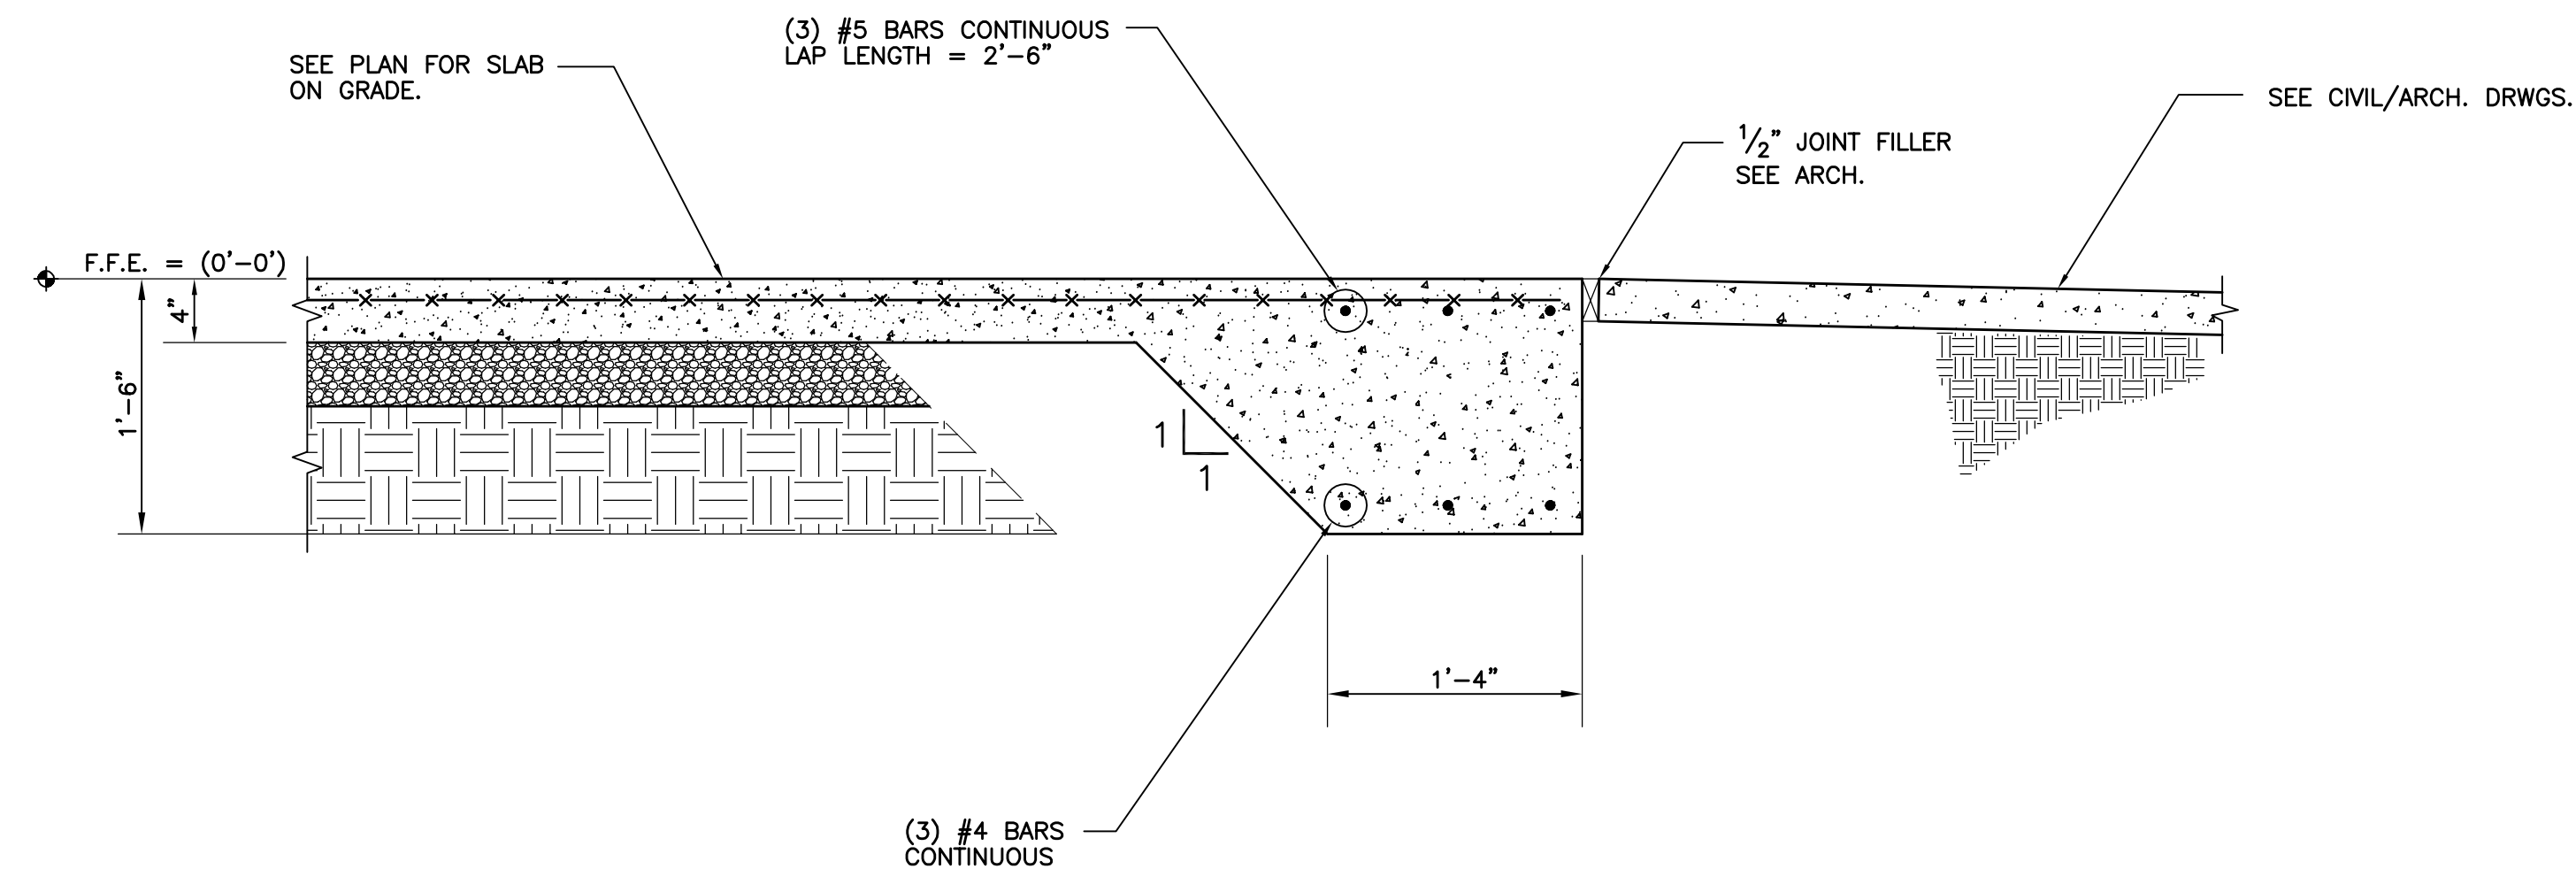 (3) #5 BARS CONTINUOUS
LAP LENGTH = 2'-6"
SEE PLAN FOR SLAB
ON GRADE.
SEE CIVIL/ARCH. DRWGS.
1/2" JOINT FILLER
SEE ARCH.
F.F.E. = (0'-0')
4"
1'-6"
1
1
1'-4"
(3) #4 BARS
CONTINUOUS